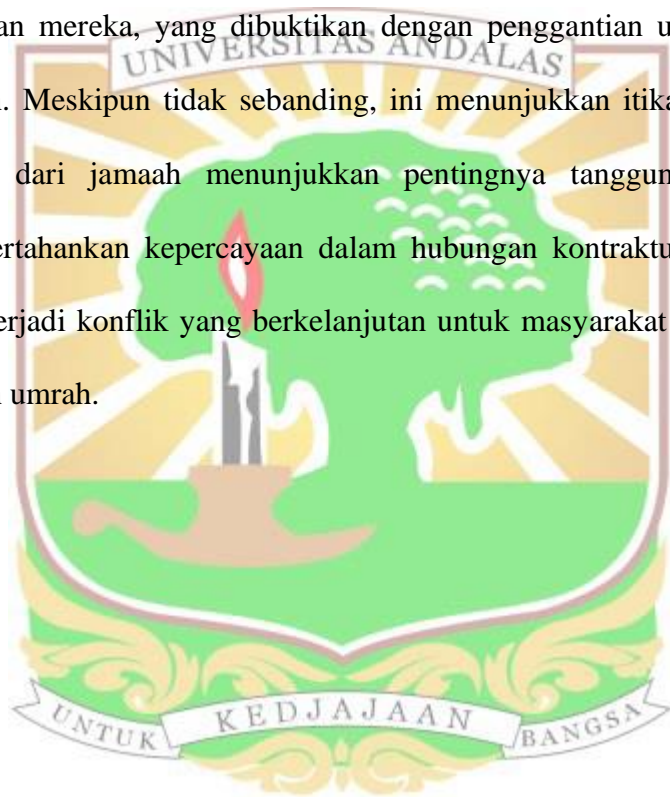 an mereka, yang dibuktikan dengan penggantian u
UNIVERSITAS ANDALAS
. Meskipun tidak sebanding, ini menunjukkan itika
dari jamaah menunjukkan pentingnya tanggun
ertahankan kepercayaan dalam hubungan kontraktu
erjadi konflik yang berkelanjutan untuk masyarakat
umrah.
UNTUK KEDJAJAAN BANGSA